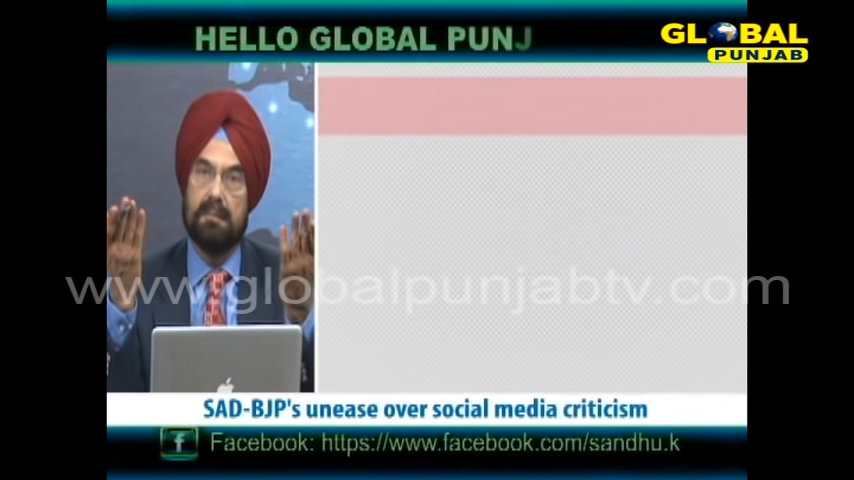 HELLO GLOBAL PUNJ
GLOBAL
PUNJAB
www.globalpunjabtv.com
SAD-BJP's unease over social media criticism
f Facebook: https://www.facebook.com/sandhu.k